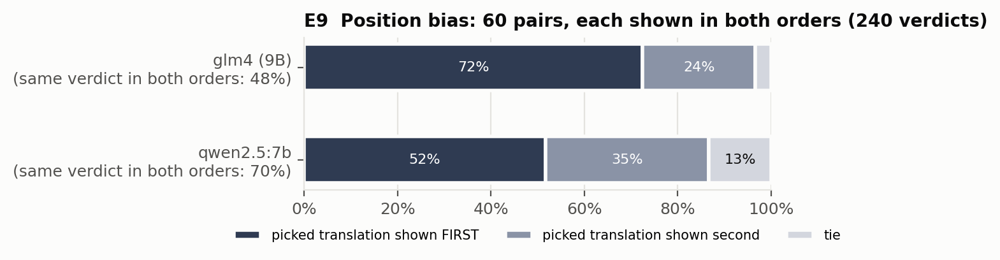 E9  Position bias: 60 pairs, each shown in both orders (240 verdicts)
glm4 (9B)
(same verdict in both orders: 48%)
72%
24%
qwen2.5:7b
(same verdict in both orders: 70%)
52%
35%
13%
0%
20%
40%
60%
80%
100%
picked translation shown FIRST
picked translation shown second
tie